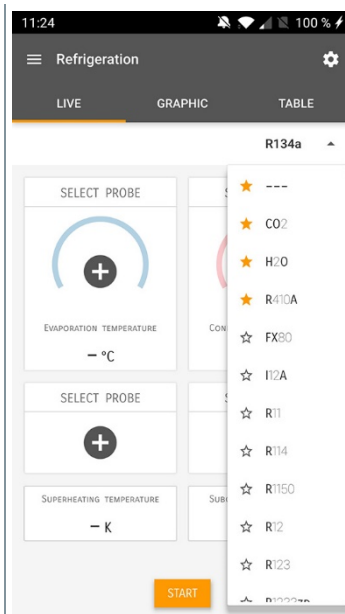 11:24
100 %
Refrigeration
LIVE GRAPHIC TABLE
R134a
SELECT PROBE
---
CO2
H2O
R410A
EVAPORATION TEMPERATURE
– °C
FX80
I12A
SELECT PROBE
R11
R114
R1150
SUPERHEATING TEMPERATURE
– K
R12
R123
START